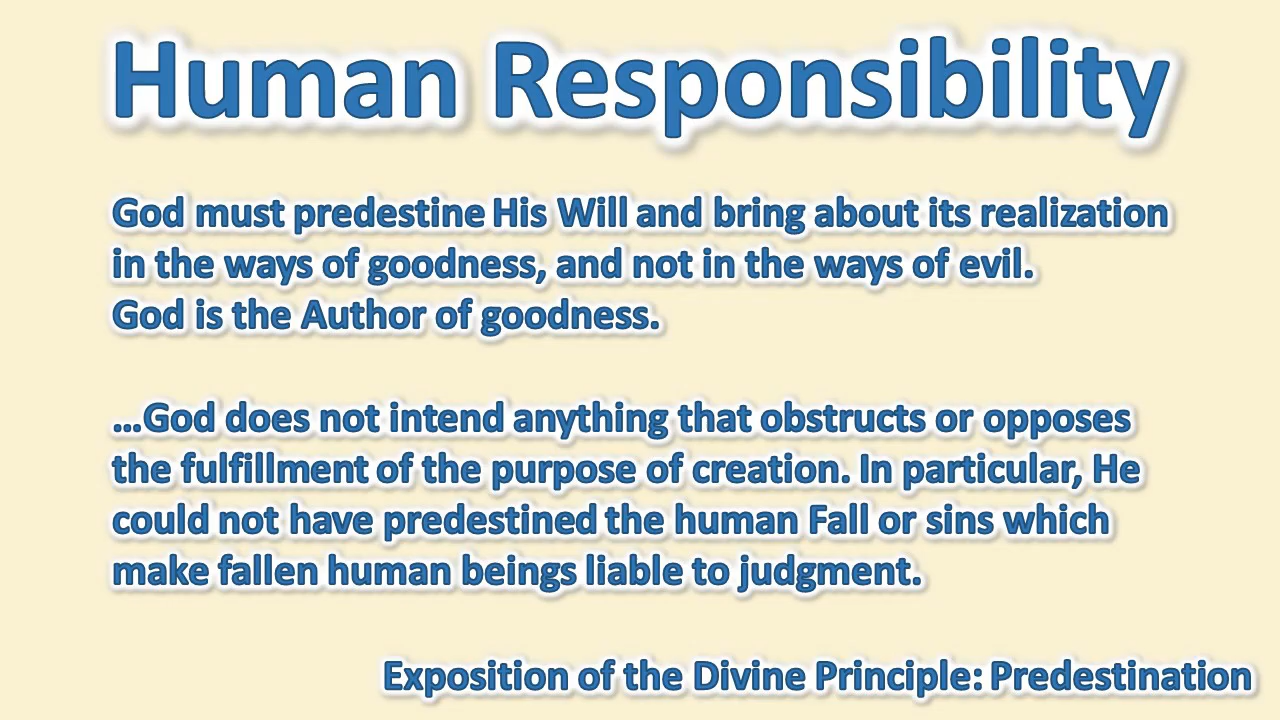 Human Responsibility
God must predestine His Will and bring about its realization
in the ways of goodness, and not in the ways of evil.
God is the Author of goodness.
...God does not intend anything that obstructs or opposes
the fulfillment of the purpose of creation. In particular, He
could not have predestined the human Fall or sins which
make fallen human beings liable to judgment.
Exposition of the Divine Principle: Predestination